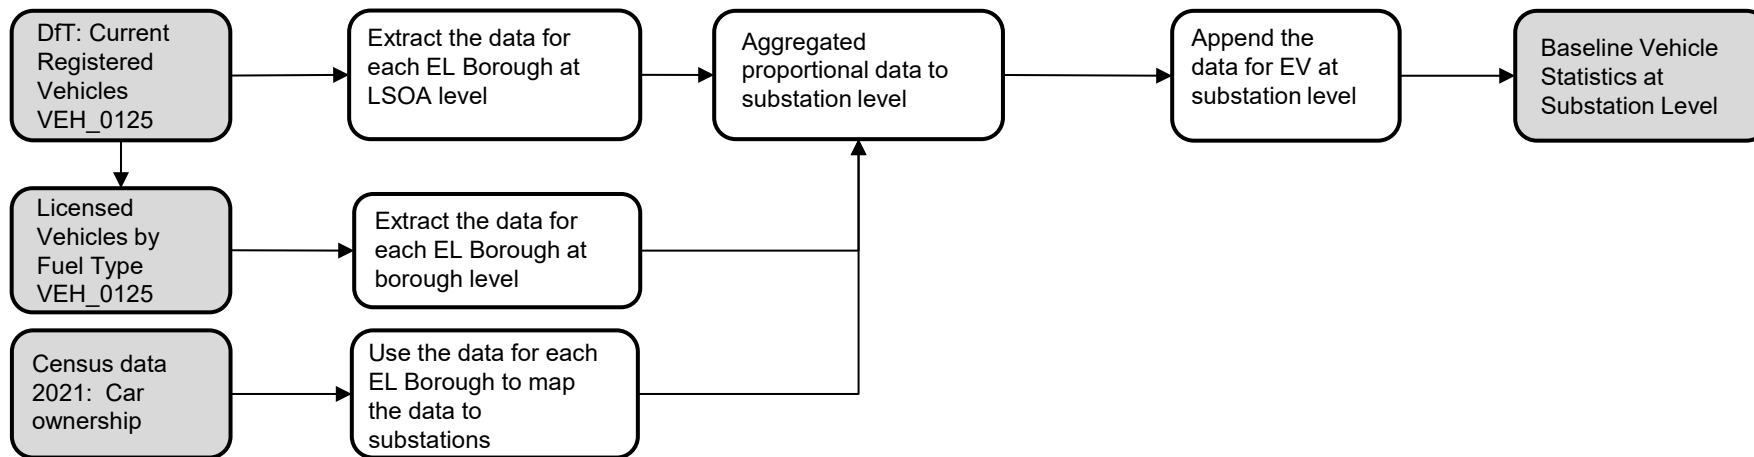 DfT: Current
Registered
Vehicles
VEH_0125
Extract the data for
each EL Borough at
LSOA level
Aggregated
proportional data to
substation level
Append the
data for EV at
substation level
Baseline Vehicle
Statistics at
Substation Level
Licensed
Vehicles by
Fuel Type
VEH_0125
Extract the data for
each EL Borough at
borough level
Census data
2021: Car
ownership
Use the data for each
EL Borough to map
the data to
substations